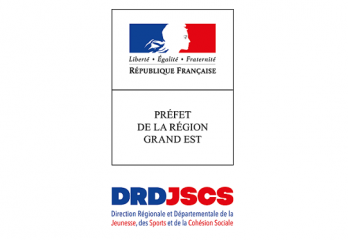 Liberté • Égalité • Fraternité
RÉPUBLIQUE FRANÇAISE
PRÉFET
DE LA RÉGION
GRAND EST
DRDJSCS
Direction Régionale et Départementale de la
Jeunesse, des Sports et de la Cohésion Sociale